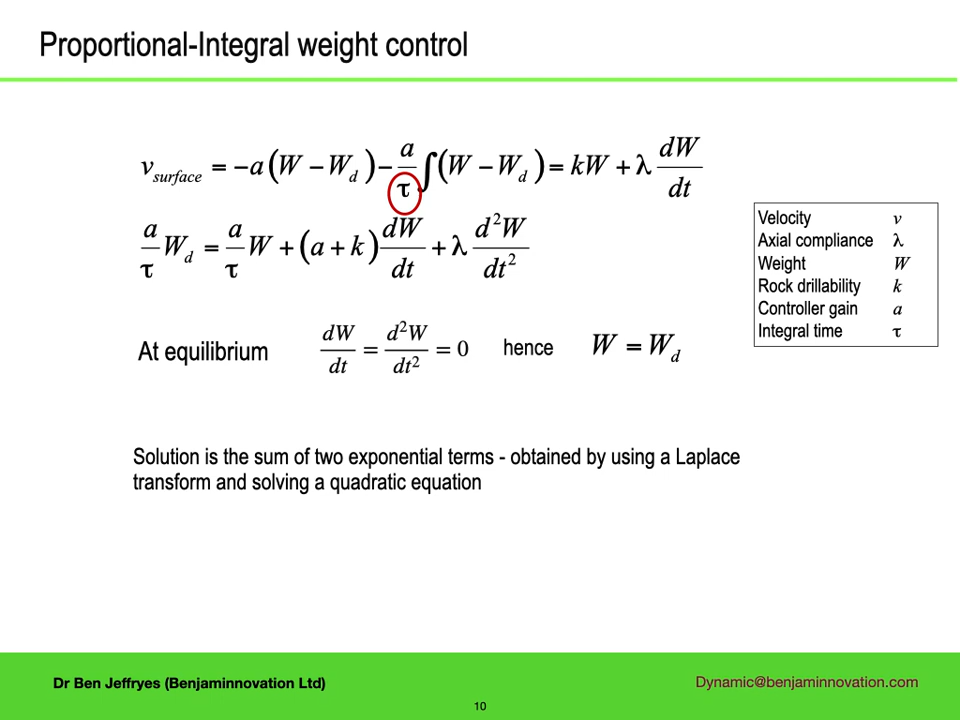 Proportional-Integral weight control
v_surface = −a(W − W_d) − a/τ ∫(W − W_d) = kW + λ dW/dt
a/τ W_d = a/τ W + (a + k) dW/dt + λ d²W/dt²
Velocity v
Axial compliance λ
Weight W
Rock drillability k
Controller gain a
Integral time τ
At equilibrium dW/dt = d²W/dt² = 0 hence W = W_d
Solution is the sum of two exponential terms - obtained by using a Laplace
transform and solving a quadratic equation
Dr Ben Jeffryes (Benjaminnovation Ltd)
Dynamic@benjaminnovation.com
10